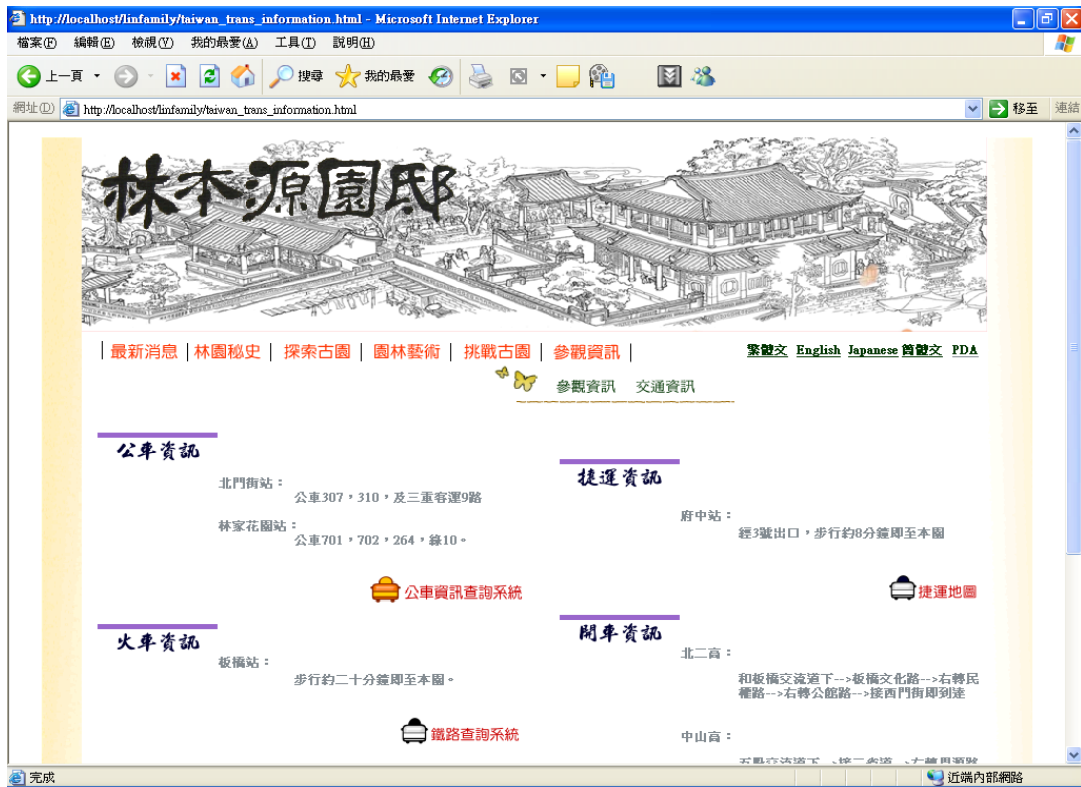 http://localhost/linfamily/taiwan_trans_information.html - Microsoft Internet Explorer
檔案(F) 編輯(E) 檢視(V) 我的最愛(A) 工具(T) 說明(H)
上一頁 搜尋 我的最愛
網址(D) http://localhost/linfamily/taiwan_trans_information.html 移至 連結
林本源園邸
最新消息 | 林園秘史 | 探索古園 | 園林藝術 | 挑戰古園 | 參觀資訊 |
繁體文 English Japanese 簡體文 PDA
參觀資訊 交通資訊
公車資訊
北門街站：
公車307，310，及三重客運9路
林家花園站：
公車701，702，264，綠10。
公車資訊查詢系統
捷運資訊
府中站：
經3號出口，步行約8分鐘即至本園
捷運地圖
火車資訊
板橋站：
步行約二十分鐘即至本園。
鐵路查詢系統
開車資訊
北二高：
和板橋交流道下-->板橋文化路-->右轉民
權路-->右轉公館路-->接西門街即到達
中山高：
完成 近端內部網路